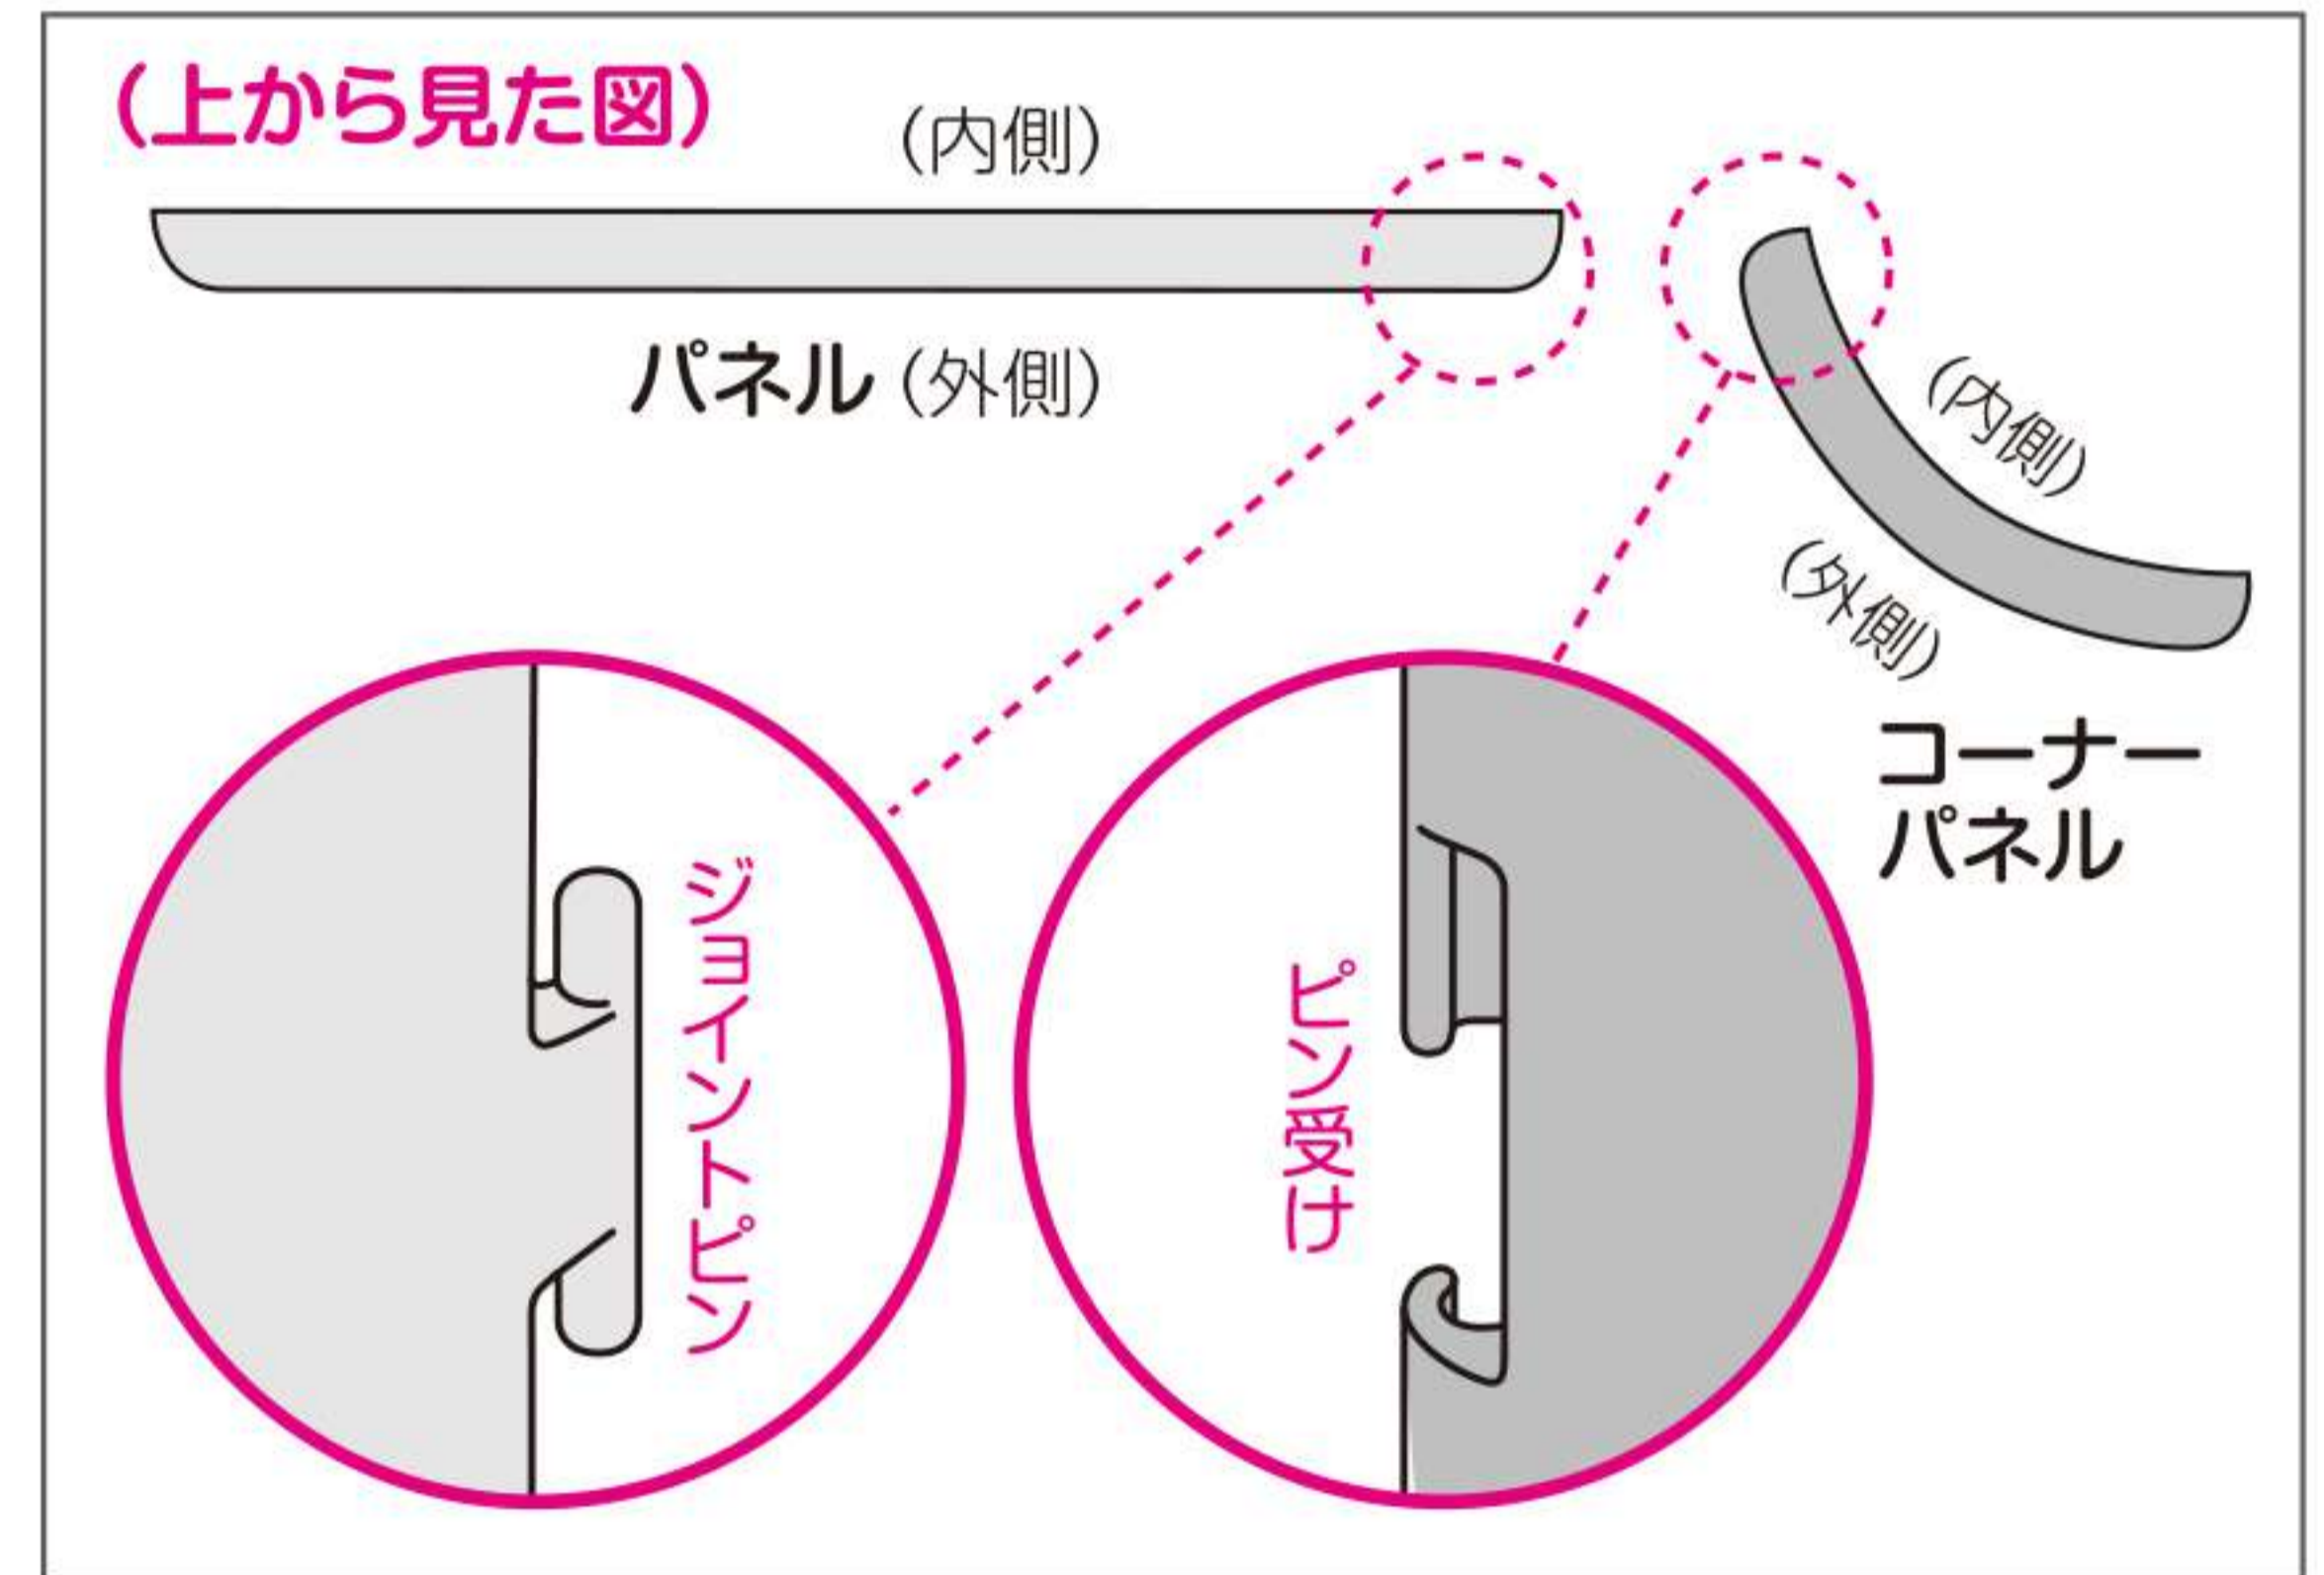 （上から見た図）
（内側）
パネル（外側）
（内側）
（外側）
コーナー
パネル
ジョイントピン
ピン受け